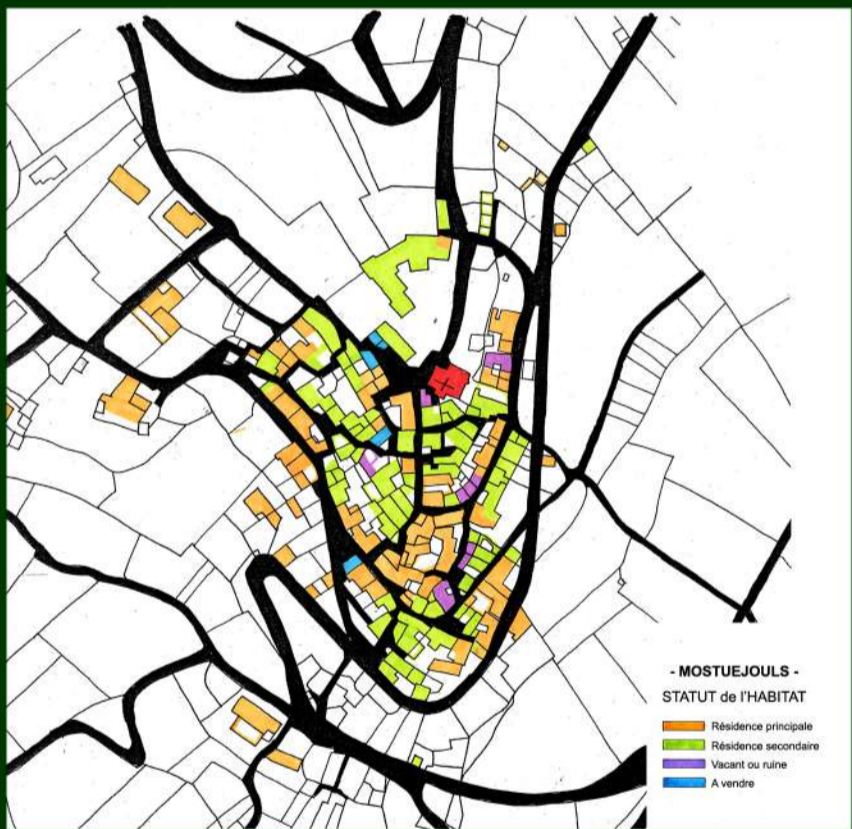 - MOSTUEJOULS -
STATUT de l'HABITAT
Résidence principale
Résidence secondaire
Vacant ou ruine
A vendre